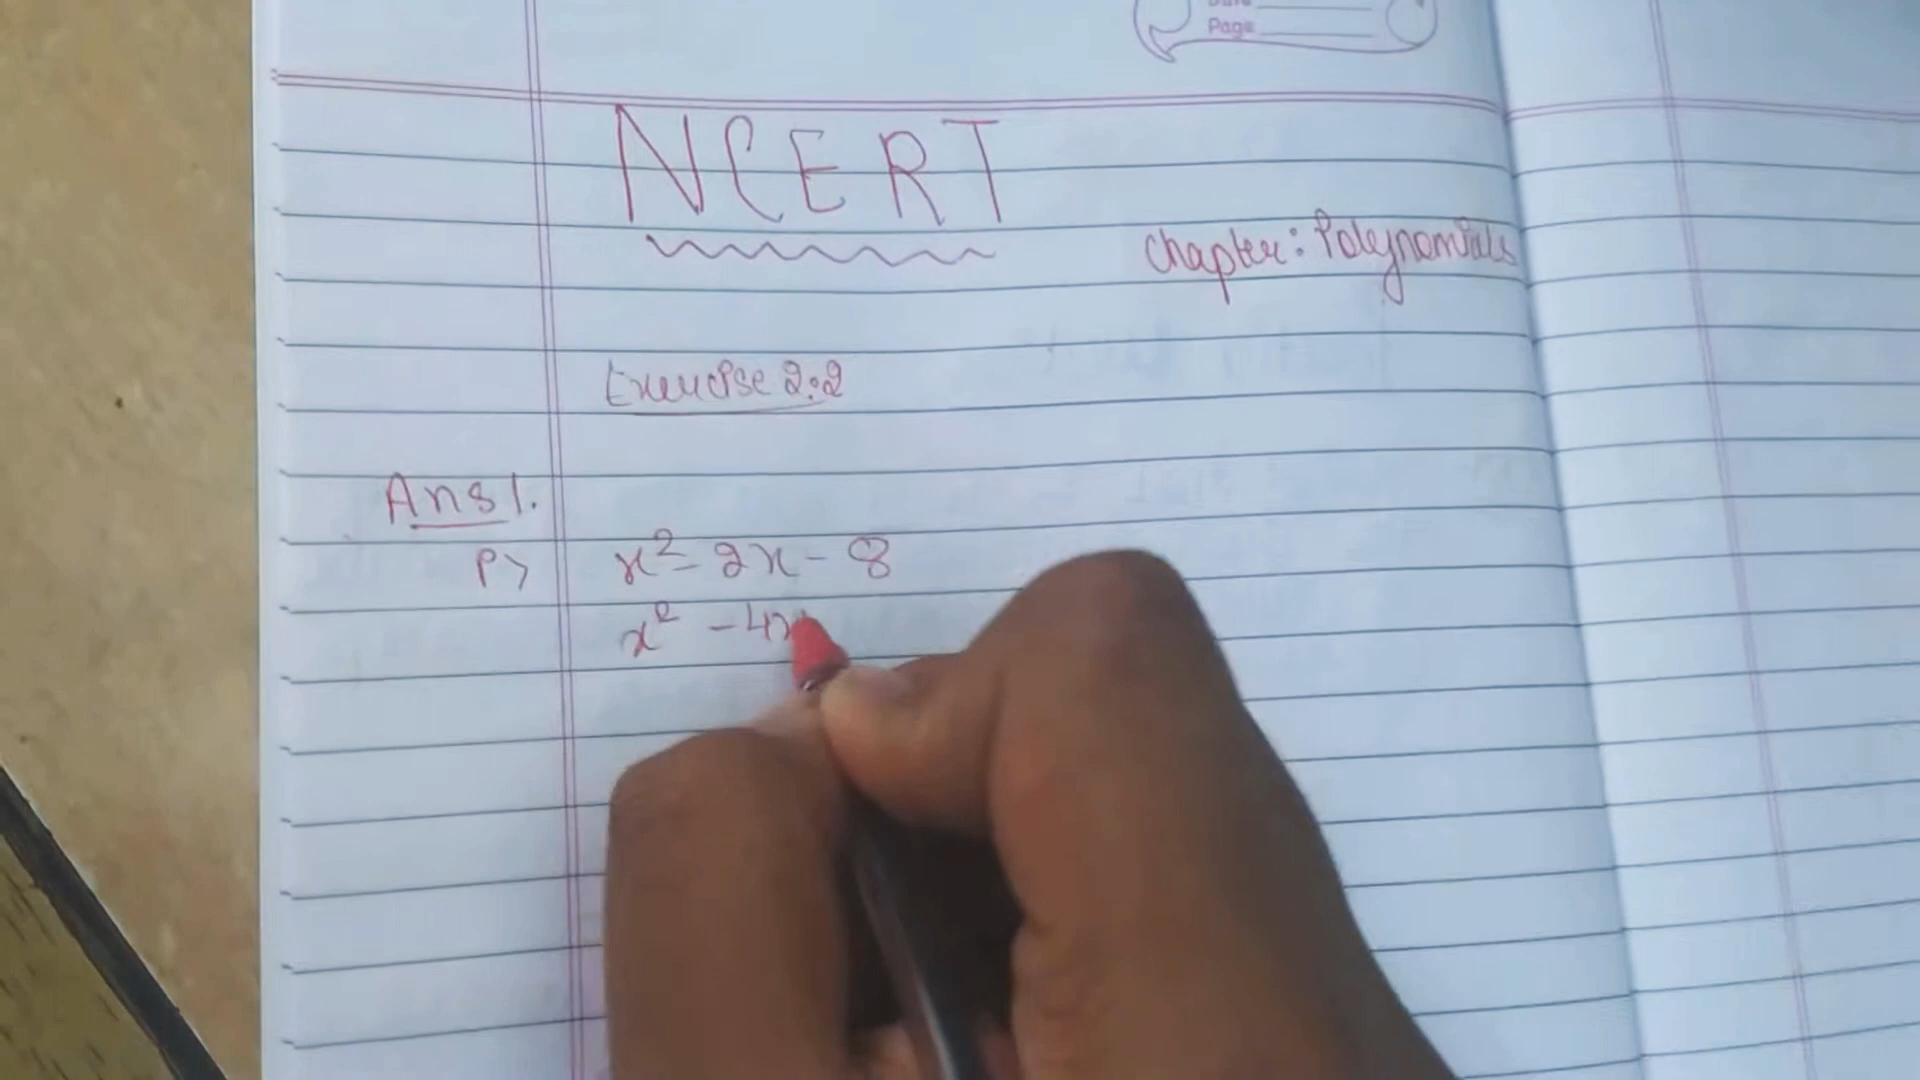 Page
NCERT
Chapter: Polynomials
Exercise 2.2
Ans 1.
i>
x² - 2x - 8
x² - 4x